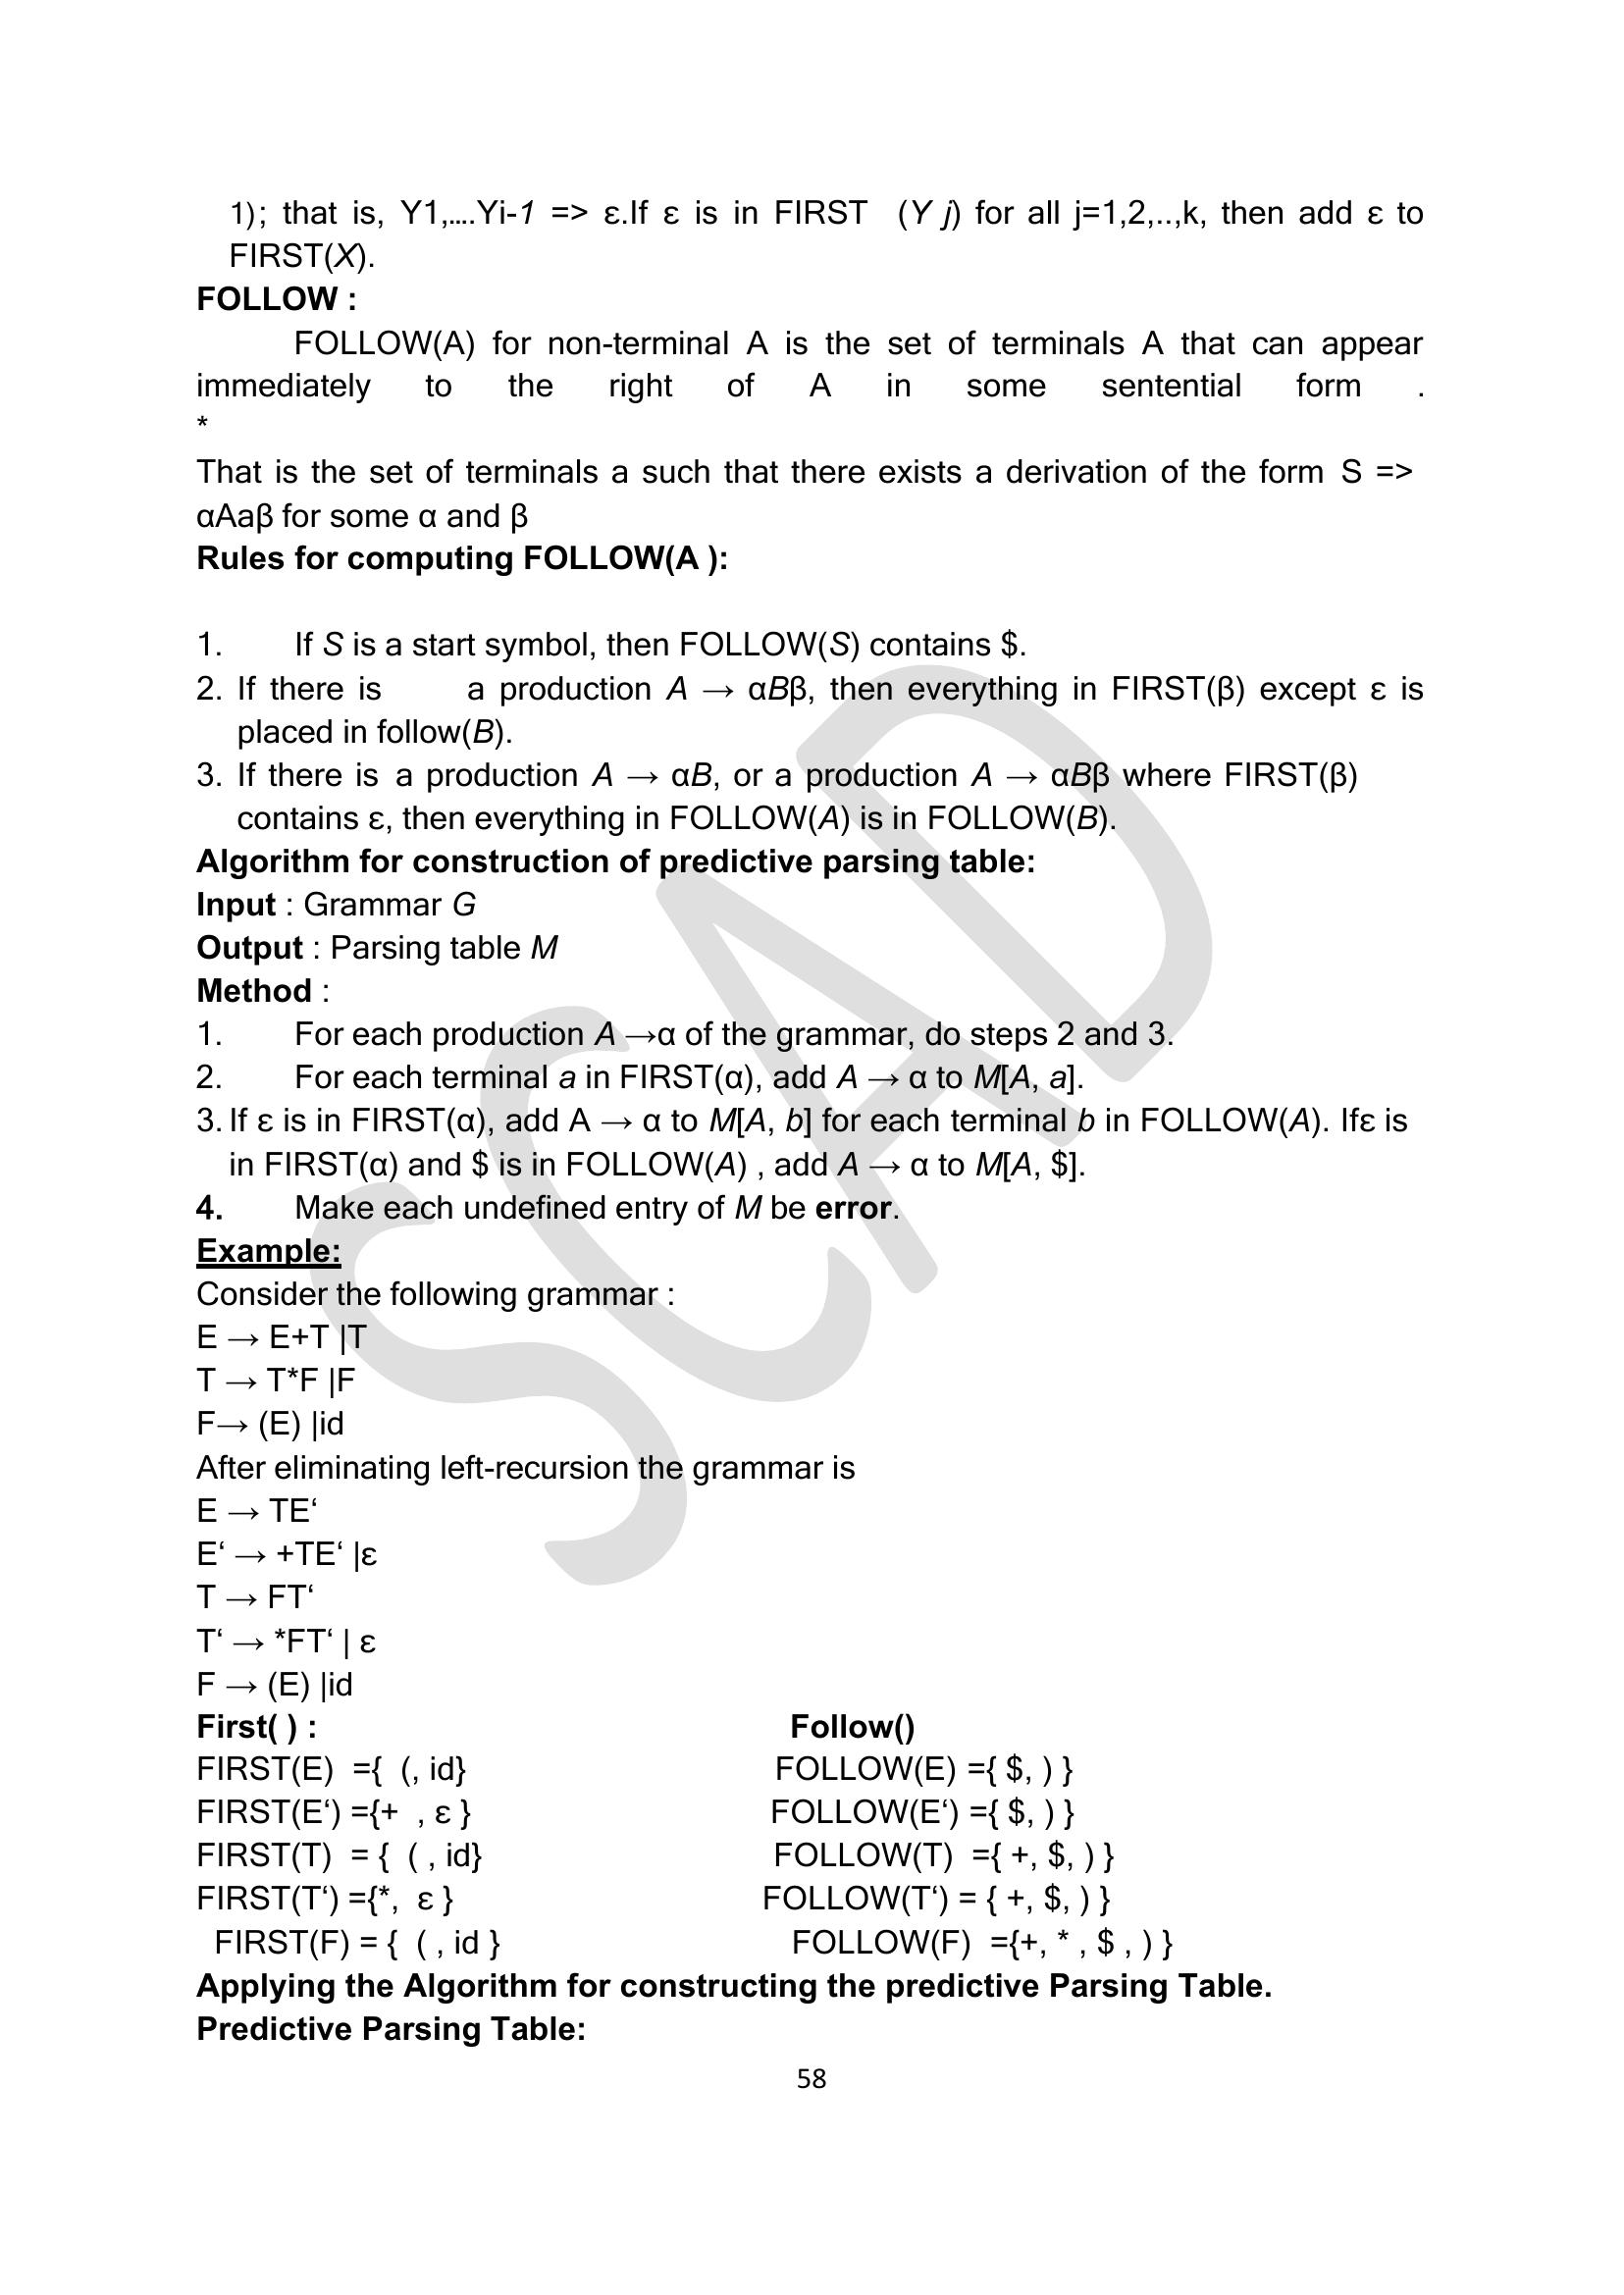 1); that is, Y1,….Yi-1 => ε.If ε is in FIRST (Y j) for all j=1,2,..,k, then add ε to
FIRST(X).
FOLLOW :
FOLLOW(A) for non-terminal A is the set of terminals A that can appear
immediately to the right of A in some sentential form .
*
That is the set of terminals a such that there exists a derivation of the form S =>
αAaβ for some α and β
Rules for computing FOLLOW(A ):
1. If S is a start symbol, then FOLLOW(S) contains $.
2. If there is a production A → αBβ, then everything in FIRST(β) except ε is
placed in follow(B).
3. If there is a production A → αB, or a production A → αBβ where FIRST(β)
contains ε, then everything in FOLLOW(A) is in FOLLOW(B).
Algorithm for construction of predictive parsing table:
Input : Grammar G
Output : Parsing table M
Method :
1. For each production A →α of the grammar, do steps 2 and 3.
2. For each terminal a in FIRST(α), add A → α to M[A, a].
3. If ε is in FIRST(α), add A → α to M[A, b] for each terminal b in FOLLOW(A). Ifε is
in FIRST(α) and $ is in FOLLOW(A) , add A → α to M[A, $].
4. Make each undefined entry of M be error.
Example:
Consider the following grammar :
E → E+T |T
T → T*F |F
F→ (E) |id
After eliminating left-recursion the grammar is
E → TE‘
E‘ → +TE‘ |ε
T → FT‘
T‘ → *FT‘ | ε
F → (E) |id
First( ) : Follow()
FIRST(E) ={ (, id} FOLLOW(E) ={ $, ) }
FIRST(E‘) ={+ , ε } FOLLOW(E‘) ={ $, ) }
FIRST(T) = { ( , id} FOLLOW(T) ={ +, $, ) }
FIRST(T‘) ={*, ε } FOLLOW(T‘) = { +, $, ) }
FIRST(F) = { ( , id } FOLLOW(F) ={+, * , $ , ) }
Applying the Algorithm for constructing the predictive Parsing Table.
Predictive Parsing Table:
58
SCAD